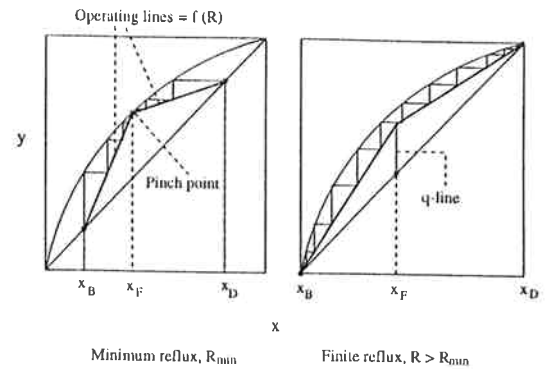 Operating lines = f (R)
y
Pinch point
q-line
x_B x_F x_D
x_B x_F x_D
x
Minimum reflux, R_min
Finite reflux, R > R_min